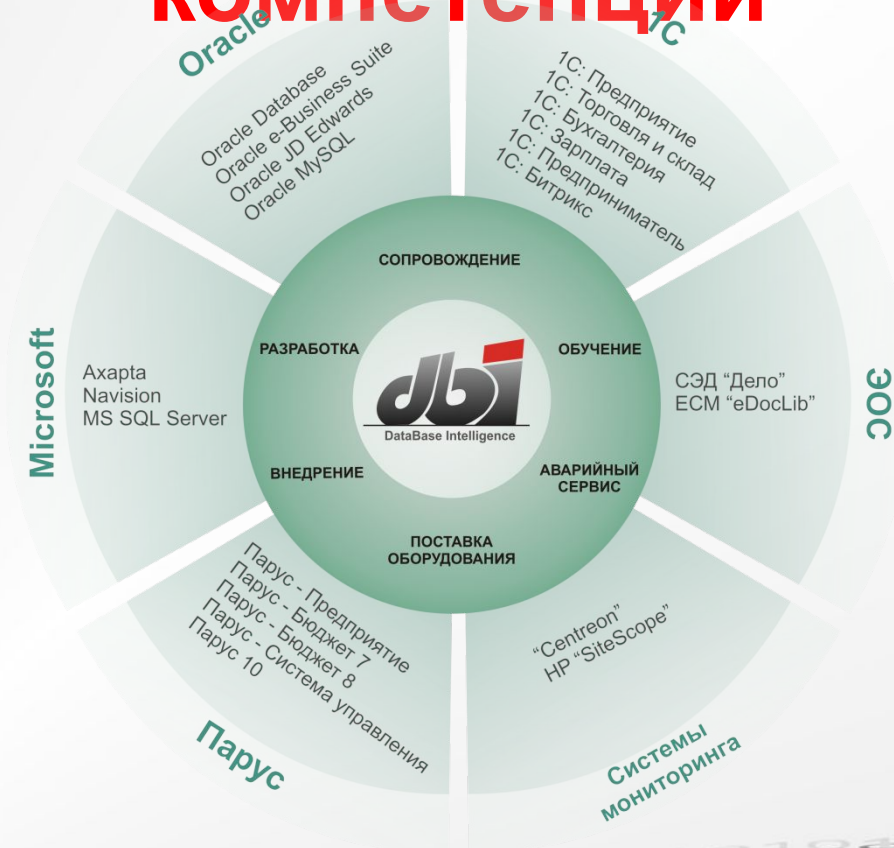 компетенций
Oracle
Oracle Database
Oracle e-Business Suite
Oracle JD Edwards
Oracle MySQL
1С
1С: Предприятие
1С: Торговля и склад
1С: Бухгалтерия
1С: Зарплата
1С: Предприниматель
1С: Битрикс
Microsoft
Axapta
Navision
MS SQL Server
СОПРОВОЖДЕНИЕ
РАЗРАБОТКА
ОБУЧЕНИЕ
dbi
DataBase Intelligence
ВНЕДРЕНИЕ
АВАРИЙНЫЙ
СЕРВИС
ПОСТАВКА
ОБОРУДОВАНИЯ
СЭД “Дело”
ECM “eDocLib”
ЭОС
Парус - Предприятие
Парус - Бюджет 7
Парус - Бюджет 8
Парус - Система управления
Парус 10
Парус
“Centreon”
HP “SiteScope”
Системы
мониторинга